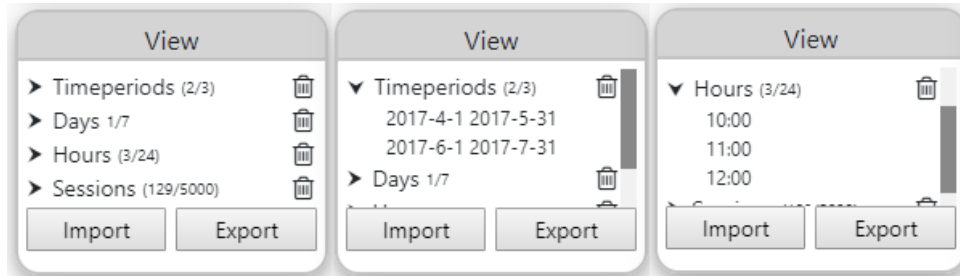 View
Timeperiods (2/3)
Days 1/7
Hours (3/24)
Sessions (129/5000)
Import Export
View
Timeperiods (2/3)
2017-4-1 2017-5-31
2017-6-1 2017-7-31
Days 1/7
Import Export
View
Hours (3/24)
10:00
11:00
12:00
Import Export